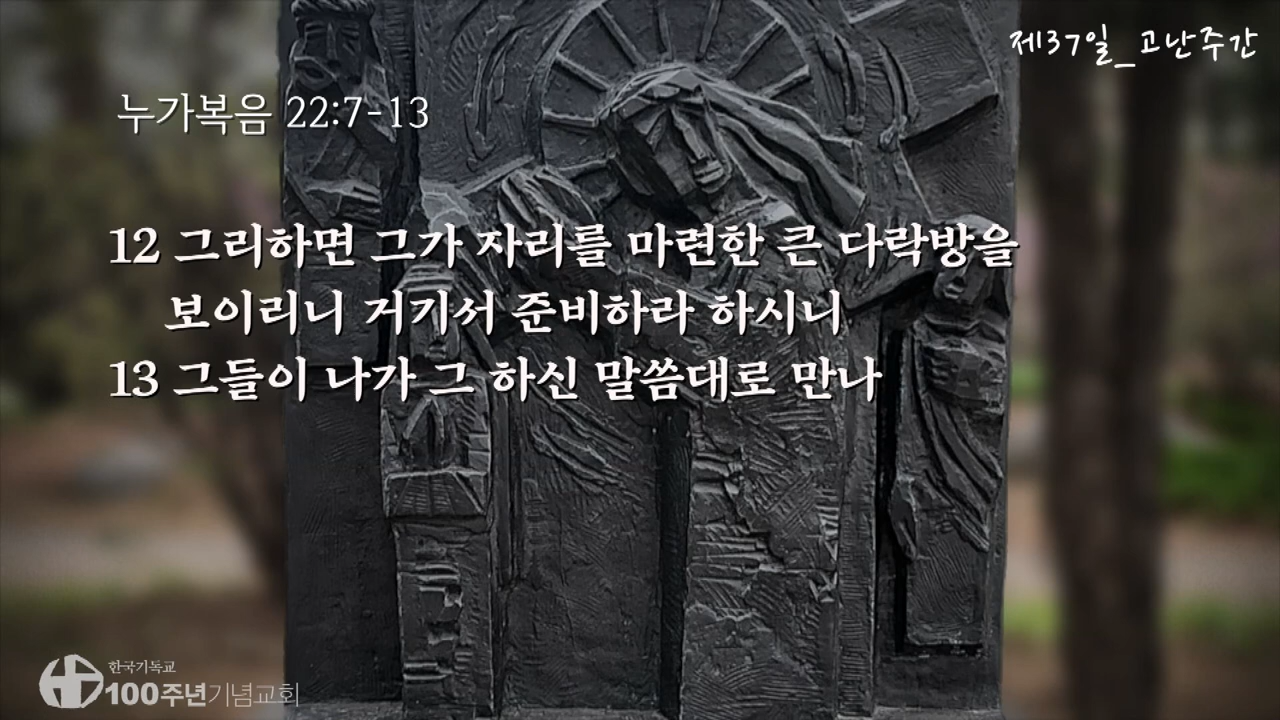 제37일_고난주간
누가복음 22:7-13
12 그리하면 그가 자리를 마련한 큰 다락방을
보이리니 거기서 준비하라 하시니
13 그들이 나가 그 하신 말씀대로 만나
한국기독교
100주년기념교회